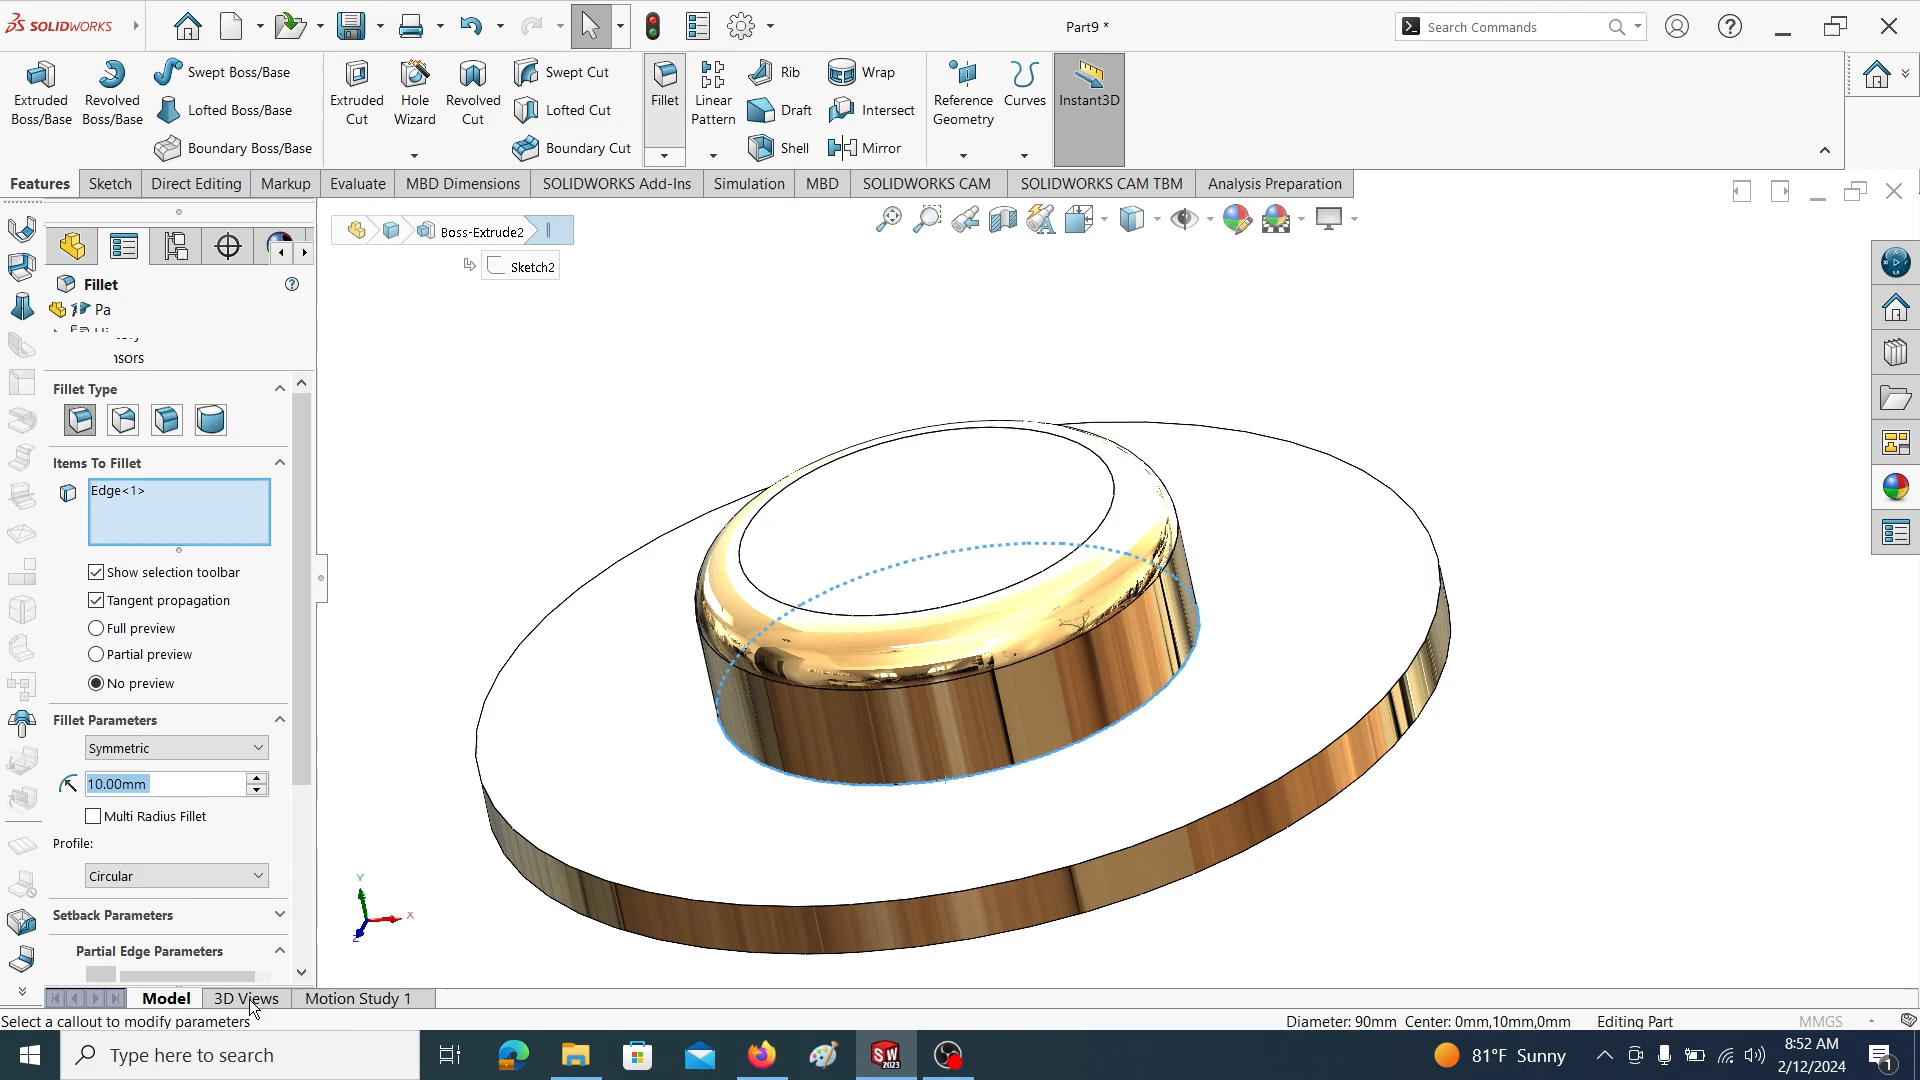 SOLIDWORKS
Part9 *
Search Commands
Extruded Boss/Base
Revolved Boss/Base
Swept Boss/Base
Lofted Boss/Base
Boundary Boss/Base
Extruded Cut
Hole Wizard
Revolved Cut
Swept Cut
Lofted Cut
Boundary Cut
Fillet
Linear Pattern
Rib
Draft
Shell
Wrap
Intersect
Mirror
Reference Geometry
Curves
Instant3D
Features
Sketch
Direct Editing
Markup
Evaluate
MBD Dimensions
SOLIDWORKS Add-Ins
Simulation
MBD
SOLIDWORKS CAM
SOLIDWORKS CAM TBM
Analysis Preparation
Boss-Extrude2
Sketch2
Fillet
Pa
Fillet Type
Items To Fillet
Edge<1>
Show selection toolbar
Tangent propagation
Full preview
Partial preview
No preview
Fillet Parameters
Symmetric
10.00mm
Multi Radius Fillet
Profile:
Circular
Setback Parameters
Partial Edge Parameters
Y
X
Z
Model
3D Views
Motion Study 1
Select a callout to modify parameters
Diameter: 90mm Center: 0mm,10mm,0mm
Editing Part
MMGS
Type here to search
SW
2023
81°F Sunny
8:52 AM
2/12/2024
1